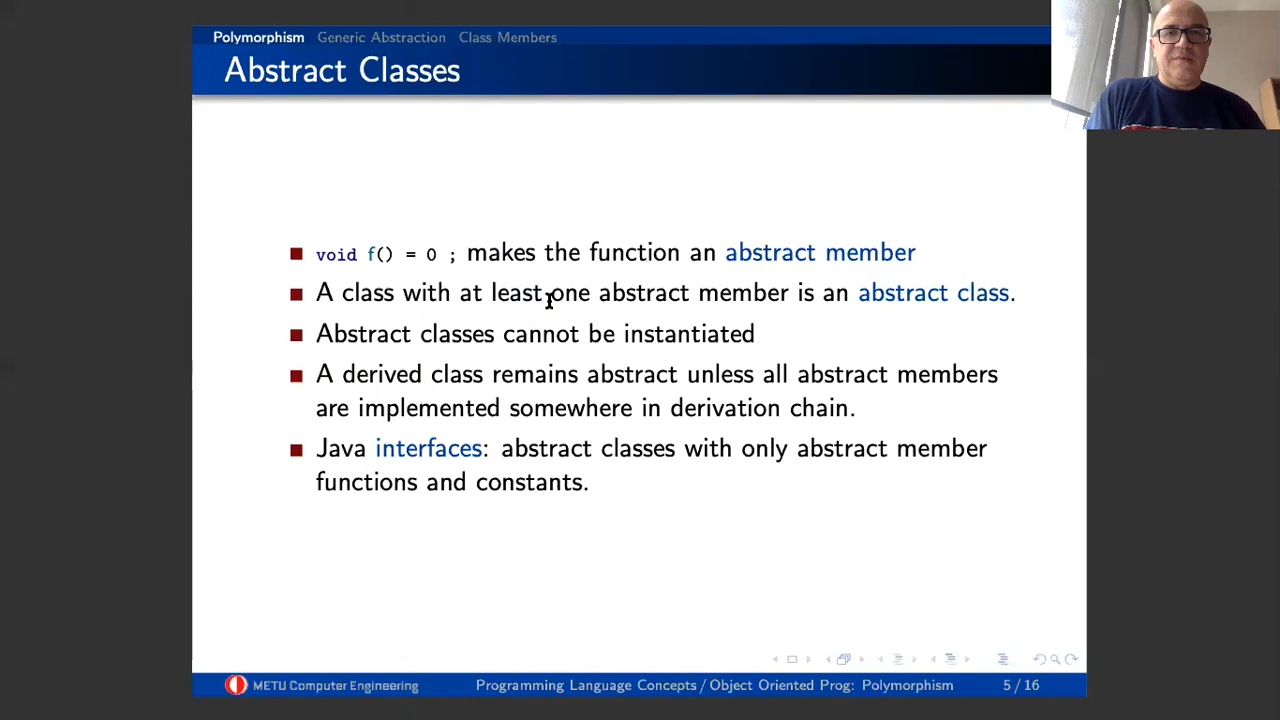 Polymorphism Generic Abstraction Class Members
Abstract Classes
void f() = 0 ; makes the function an abstract member
A class with at least one abstract member is an abstract class.
Abstract classes cannot be instantiated
A derived class remains abstract unless all abstract members
are implemented somewhere in derivation chain.
Java interfaces: abstract classes with only abstract member
functions and constants.
METU Computer Engineering Programming Language Concepts/Object Oriented Prog: Polymorphism 5/16